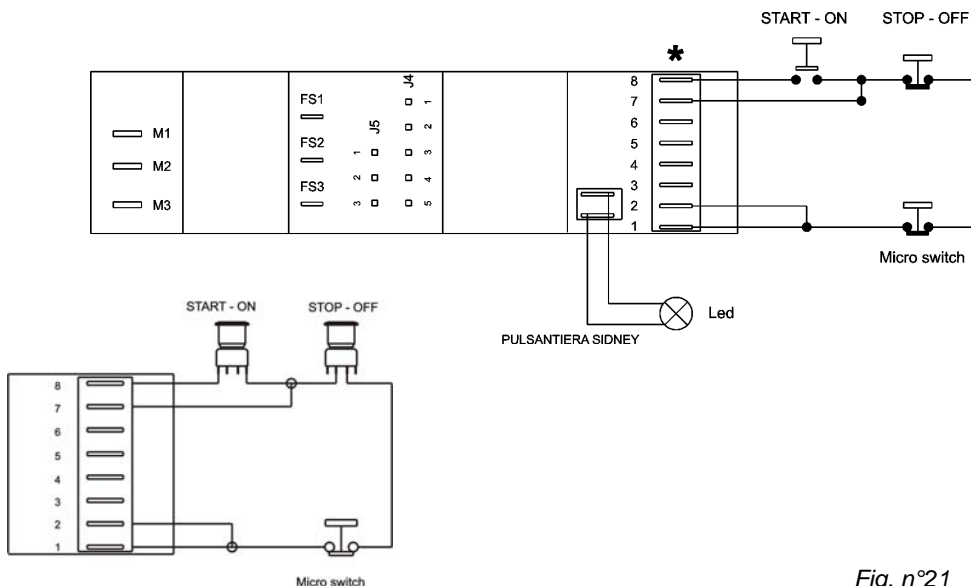 START - ON STOP - OFF
*
8
7
6
5
4
3
2
1
M1
M2
M3
FS1
FS2
FS3
J5
1
2
3
J4
1
2
3
4
5
Micro switch
Led
PULSANTIERA SIDNEY
START - ON STOP - OFF
8
7
6
5
4
3
2
1
Micro switch
Fig. n°21